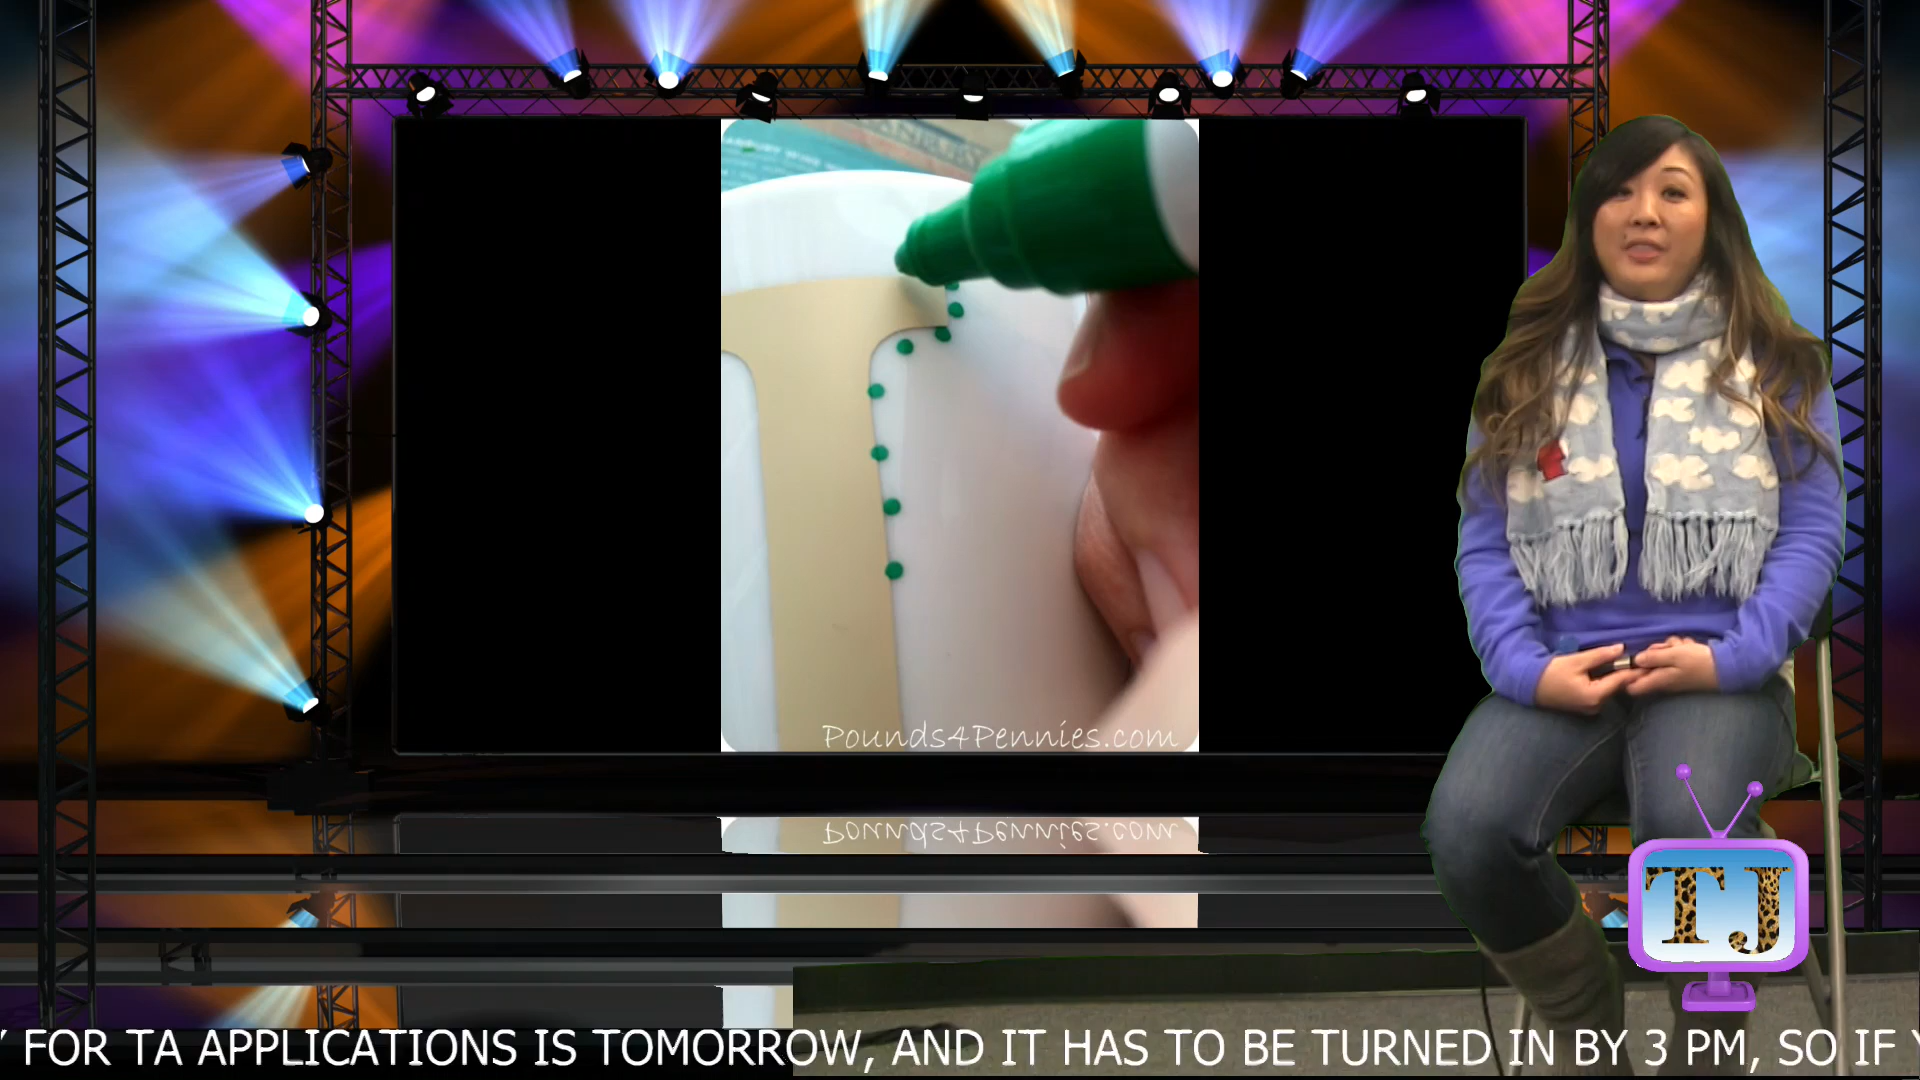 Pounds4Pennies.com
TJ
FOR TA APPLICATIONS IS TOMORROW, AND IT HAS TO BE TURNED IN BY 3 PM, SO IF